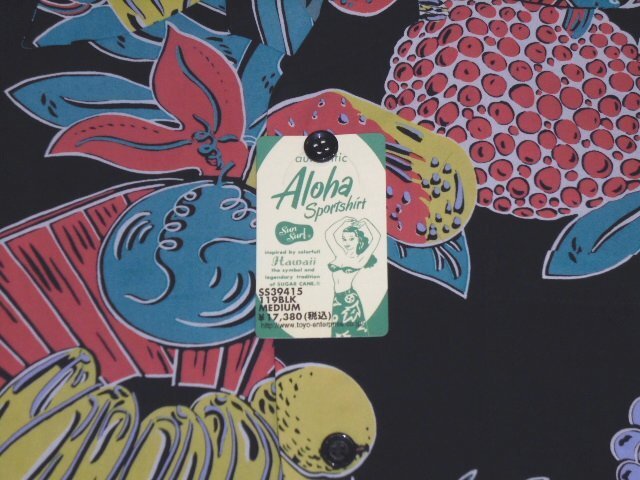 authentic
Aloha
Sportshirt
Sun
Surf
inspired by colorfull
Hawaii
the symbol and
legendary tradition
of SUGAR CANE.®
SS39415
119BLK
MEDIUM
¥17,380(税込)
http://www.toyo-enterprise.co.jp